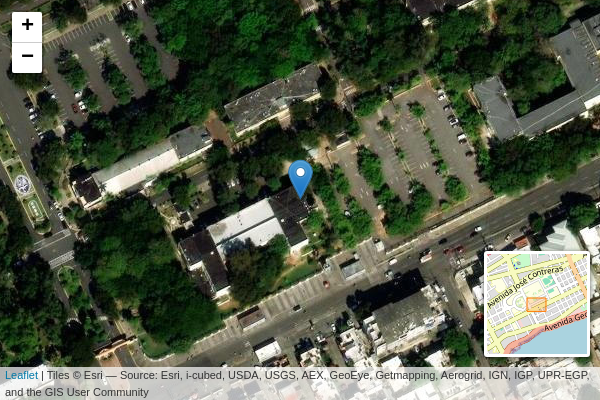 +
−
Avenida José Contreras
Avenida Geo
Leaflet | Tiles © Esri — Source: Esri, i-cubed, USDA, USGS, AEX, GeoEye, Getmapping, Aerogrid, IGN, IGP, UPR-EGP,
and the GIS User Community